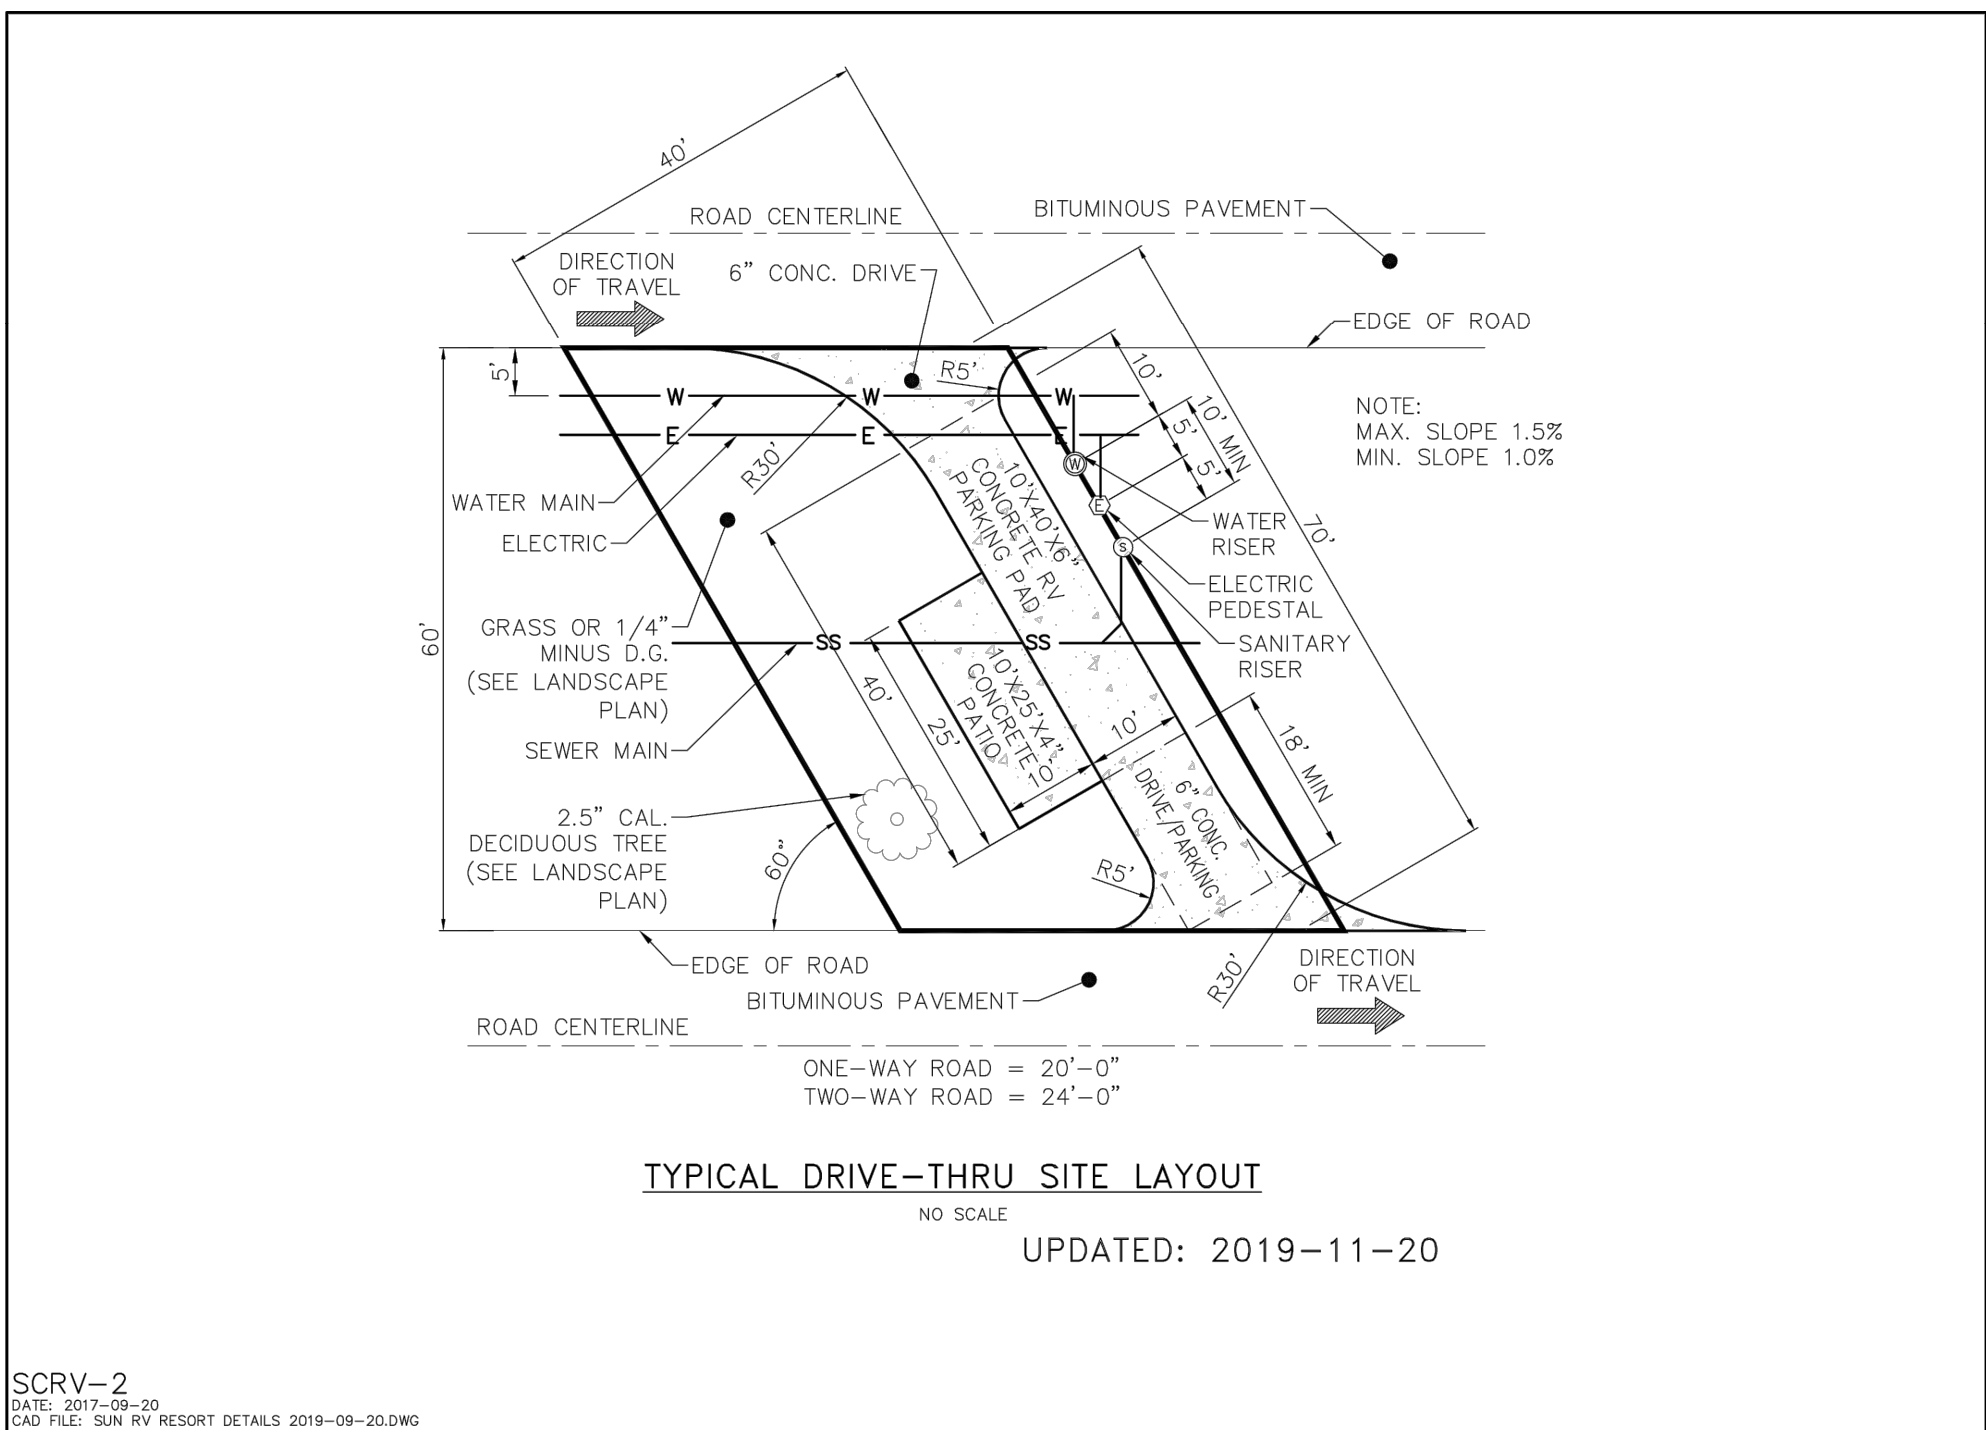 40'
ROAD CENTERLINE
BITUMINOUS PAVEMENT
DIRECTION
OF TRAVEL
6" CONC. DRIVE
EDGE OF ROAD
5'
R5'
10'
W W W
10' MIN
NOTE:
MAX. SLOPE 1.5%
MIN. SLOPE 1.0%
E E E
5'
5'
R30'
W
10'X40'X6"
CONCRETE RV
PARKING PAD
WATER MAIN
E
WATER
RISER
70'
ELECTRIC
S
ELECTRIC
PEDESTAL
60'
GRASS OR 1/4"
MINUS D.G.
(SEE LANDSCAPE
PLAN)
SS SS
SANITARY
RISER
40'
25'
10'X25'X4"
CONCRETE
PATIO
10'
10'
18' MIN
SEWER MAIN
6" CONC.
DRIVE/PARKING
2.5" CAL.
DECIDUOUS TREE
(SEE LANDSCAPE
PLAN)
60°
R5'
R30'
EDGE OF ROAD
BITUMINOUS PAVEMENT
DIRECTION
OF TRAVEL
ROAD CENTERLINE
ONE-WAY ROAD = 20'-0"
TWO-WAY ROAD = 24'-0"
TYPICAL DRIVE-THRU SITE LAYOUT
NO SCALE
UPDATED: 2019-11-20
SCRV-2
DATE: 2017-09-20
CAD FILE: SUN RV RESORT DETAILS 2019-09-20.DWG